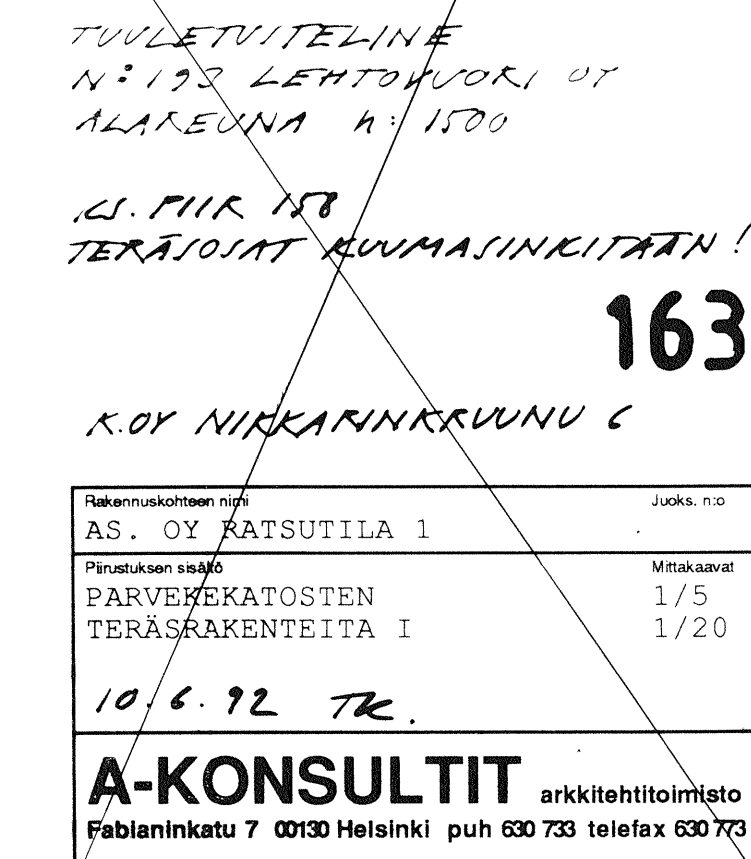 TUULETUSTELINE
N:193 LEHTOVUORI OY
ALAREUNA h: 1500
KS. PIIR 158
TERÄSOSAT KUUMASINKITÄÄN!
163
K.OY NIKKARINKRUUNU 6
Rakennuskohteen nimi Juoks. n:o
AS. OY RATSUTILA 1
Piirustuksen sisältö Mittakaavat
PARVEKEKATOSTEN 1/5
TERÄSRAKENTEITA I 1/20
10.6.92 TK.
A-KONSULTIT arkkitehtitoimisto
Fabianinkatu 7 00130 Helsinki puh 630 733 telefax 630 773